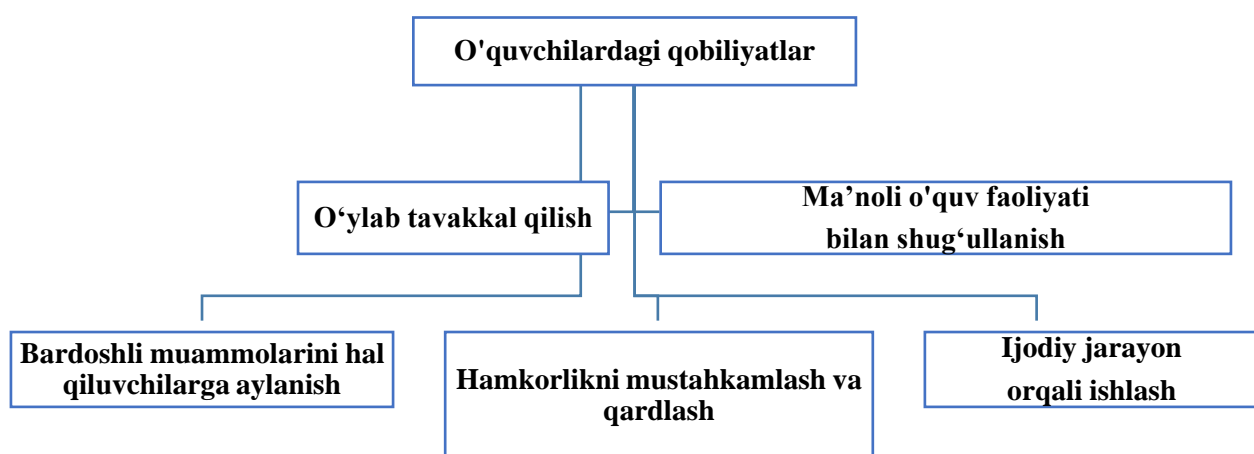 O'quvchilardagi qobiliyatlar
O‘ylab tavakkal qilish
Ma’noli o'quv faoliyati
bilan shug‘ullanish
Bardoshli muammolarini hal
qiluvchilarga aylanish
Hamkorlikni mustahkamlash va
qardlash
Ijodiy jarayon
orqali ishlash